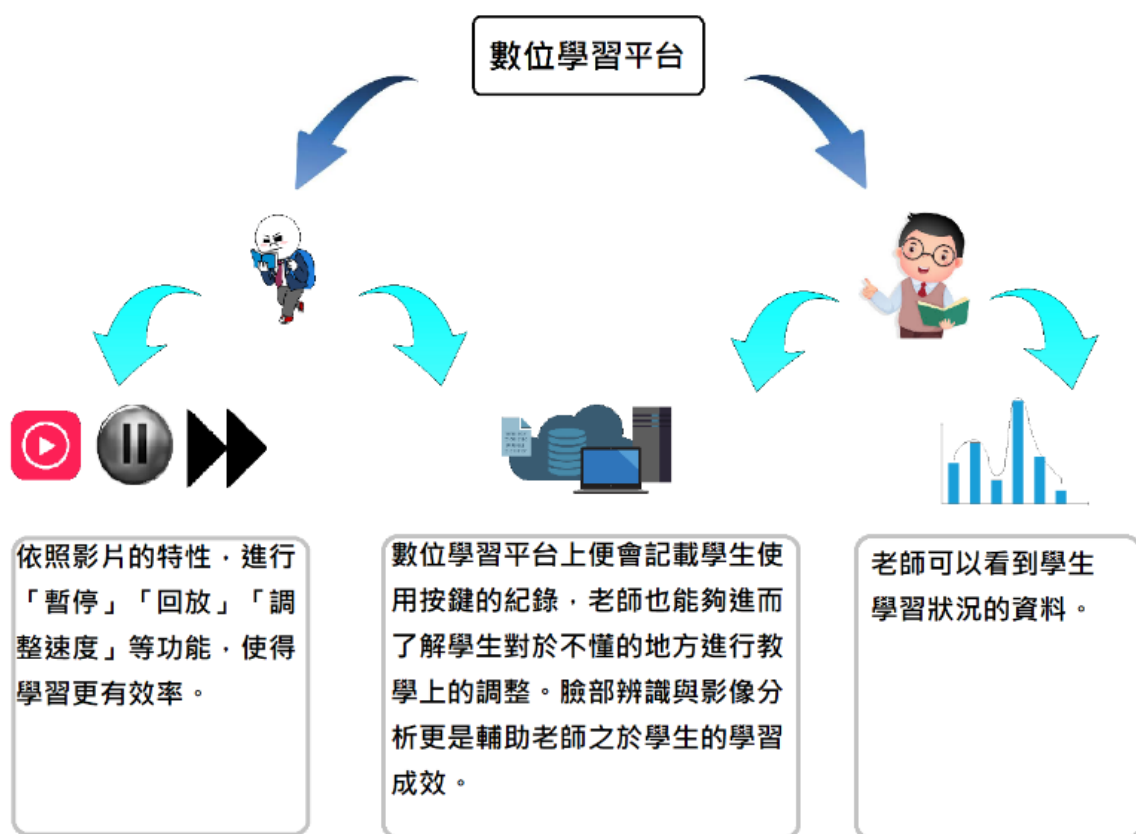 數位學習平台
依照影片的特性，進行
「暫停」「回放」「調
整速度」等功能，使得
學習更有效率。
數位學習平台上便會記載學生使
用按鍵的紀錄，老師也能夠進而
了解學生對於不懂的地方進行教
學上的調整。臉部辨識與影像分
析更是輔助老師之於學生的學習
成效。
老師可以看到學生
學習狀況的資料。